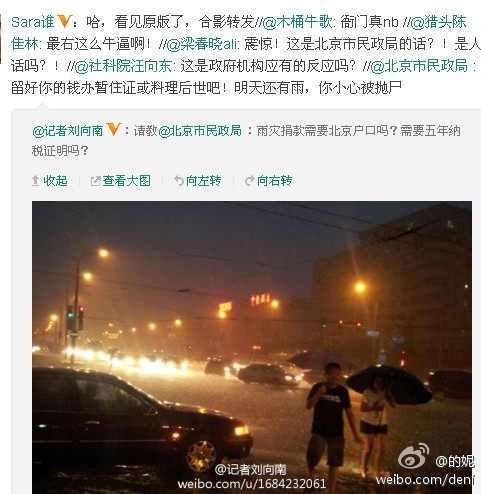 Sara谁：哈，看见原版了，合影转发//@木桶牛歌: 衙门真nb //@猎头陈
佳林: 最右这么牛逼啊！//@梁春晓ali: 震惊！这是北京市民政局的话？！是人
话吗？！//@社科院汪向东: 这是政府机构应有的反应吗？//@北京市民政局 :
留好你的钱办暂住证或料理后世吧！明天还有雨，你小心被抛尸
@记者刘向南：请教@北京市民政局 ：雨灾捐款需要北京户口吗？需要五年纳
税证明吗？
收起 查看大图 向左转 向右转
@记者刘向南
weibo.com/u/1684232061
@的妮
weibo.com/deni